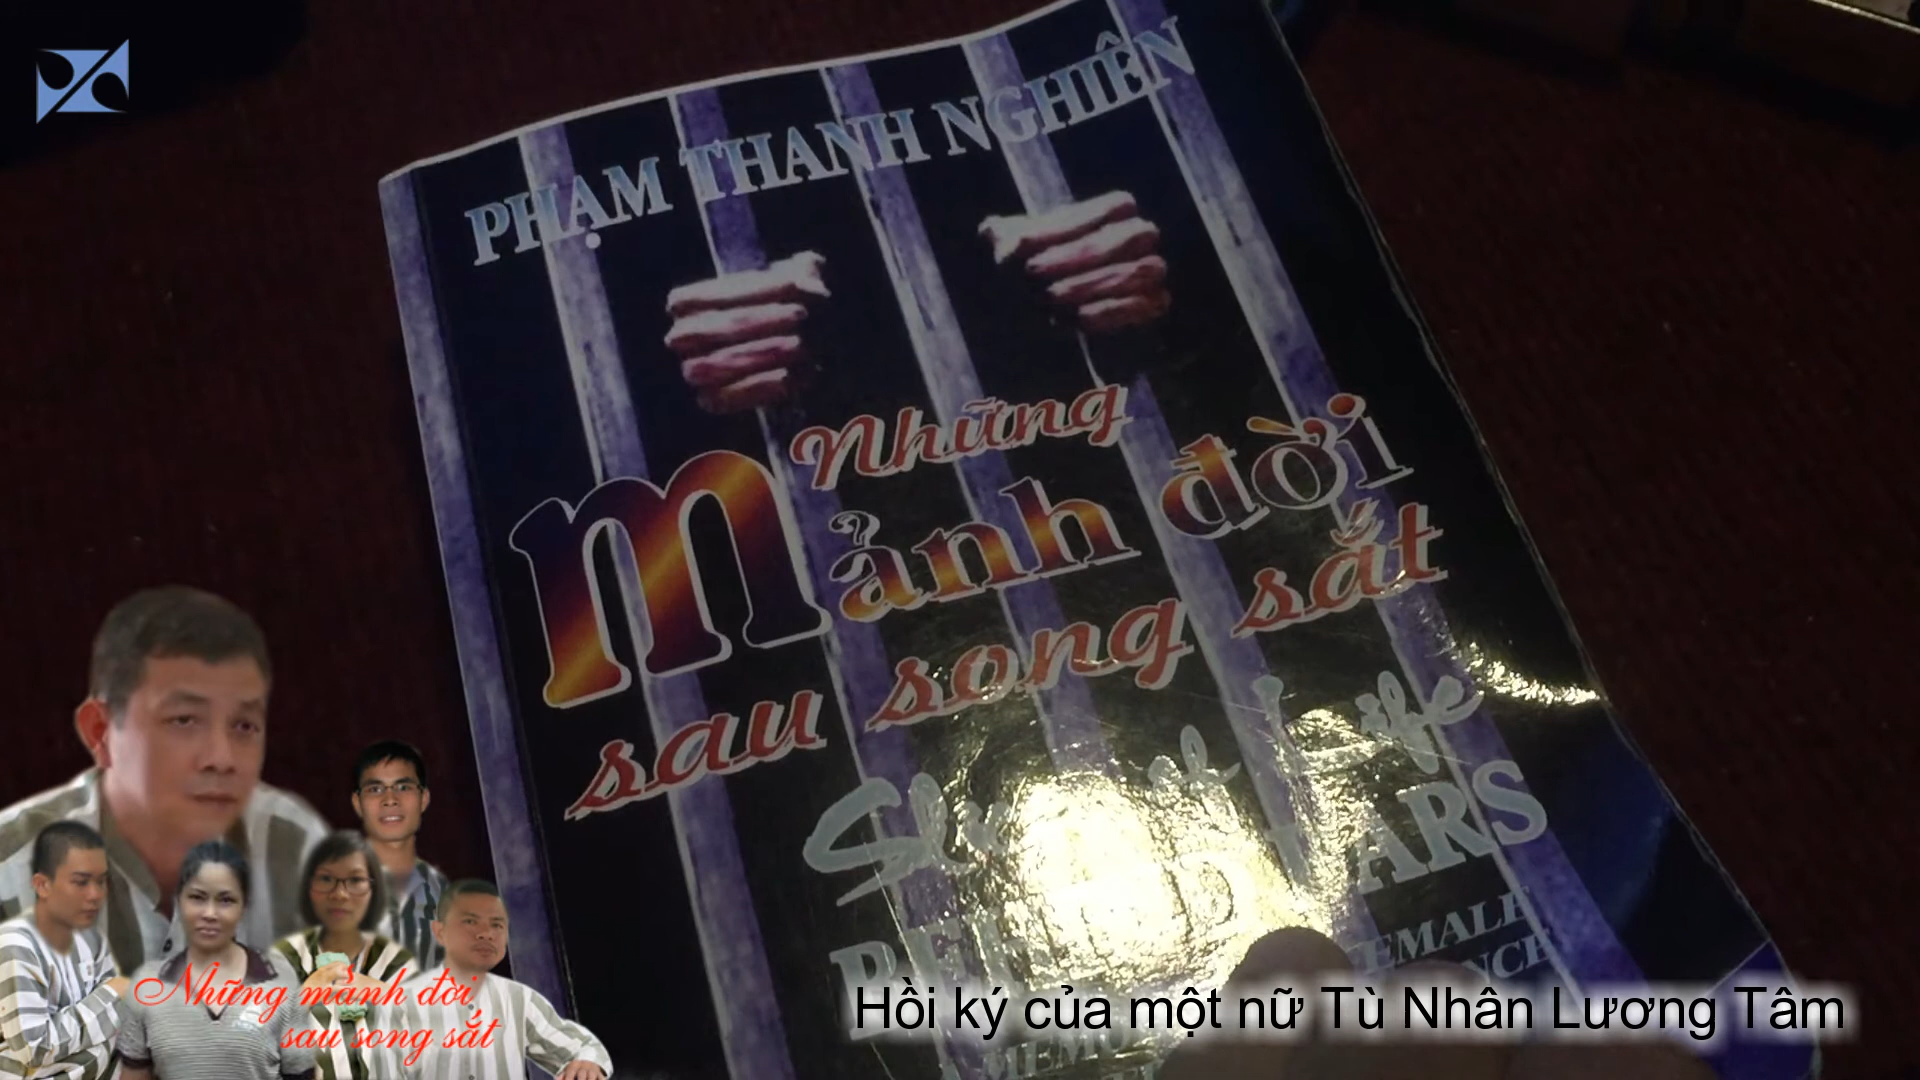 PHẠM THANH NGHIÊN
Những
mảnh đời
sau song sắt
Life
ARS
Những mảnh đời
sau song sắt
Hồi ký của một nữ Tù Nhân Lương Tâm